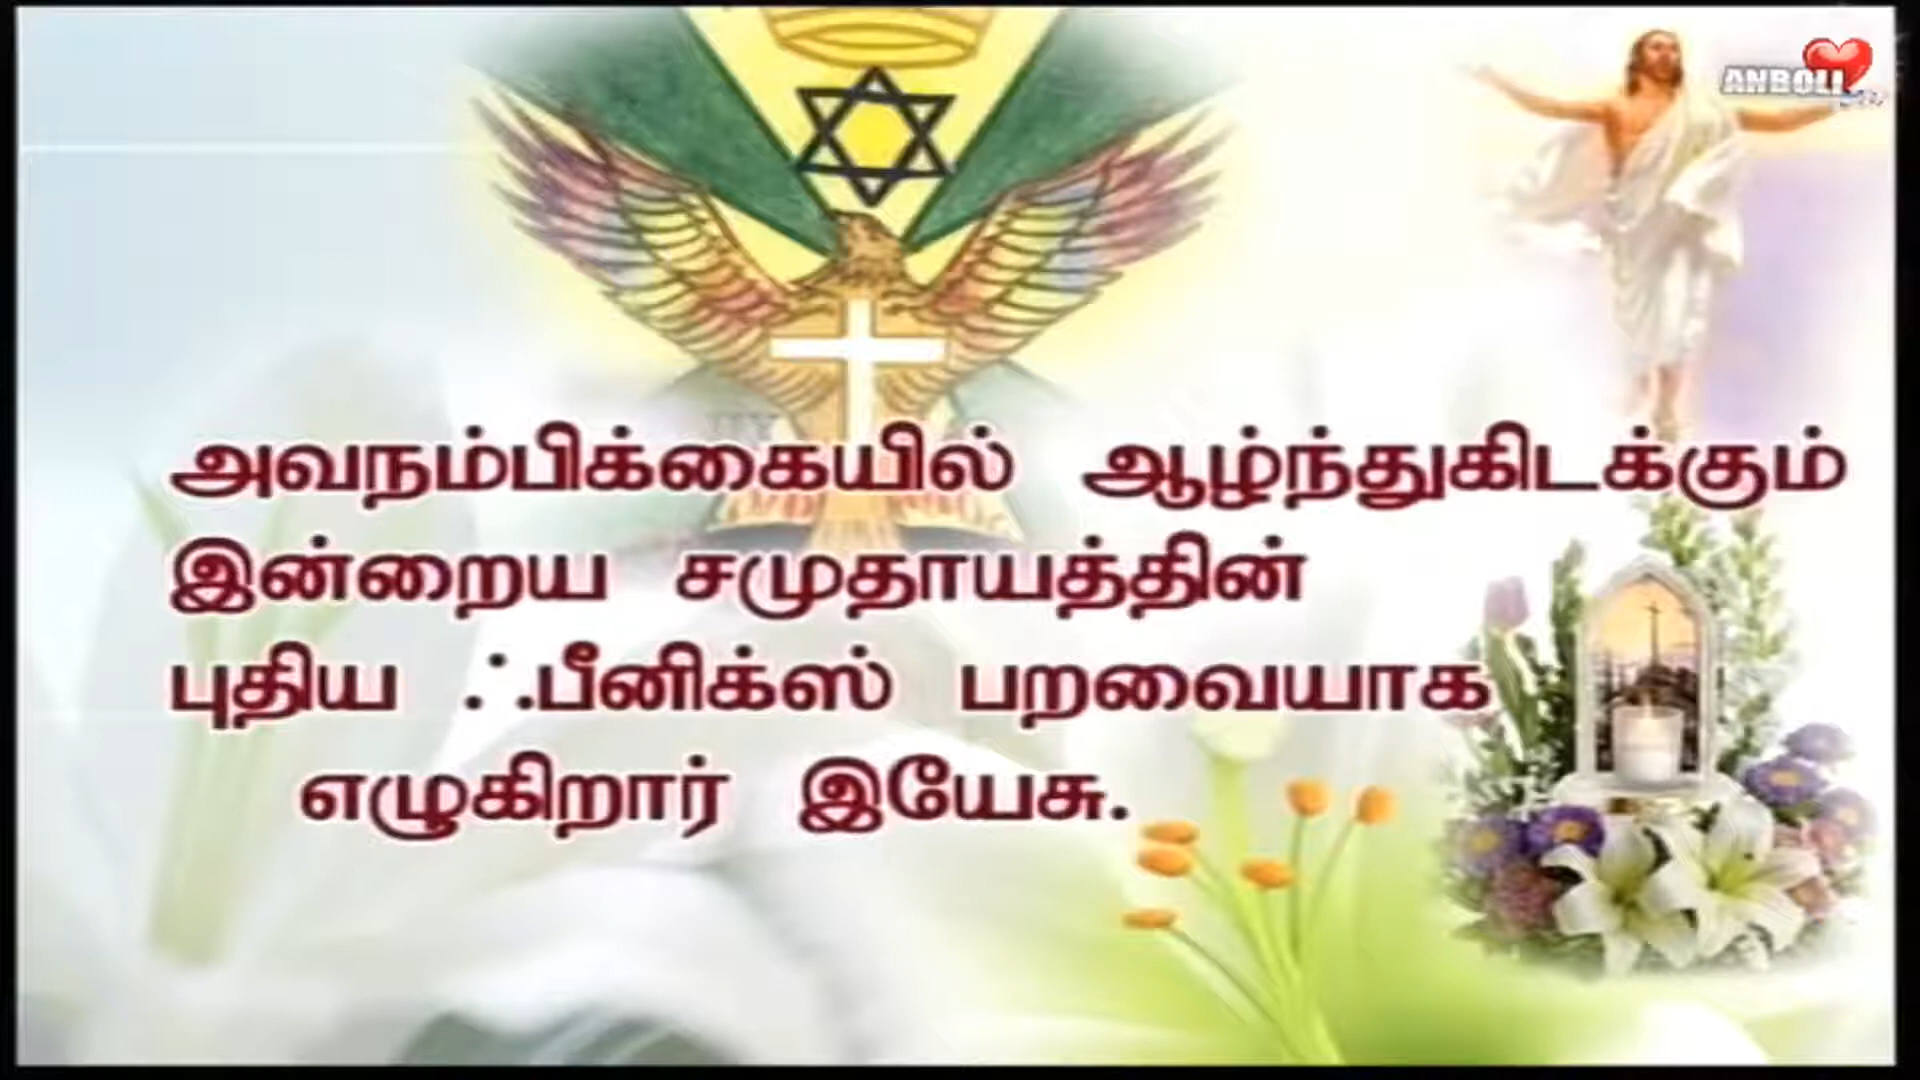 ANBOLI
அவநம்பிக்கையில் ஆழ்ந்துகிடக்கும்
இன்றைய சமுதாயத்தின்
புதிய ஃபீனிக்ஸ் பறவையாக
எழுகிறார் இயேசு.